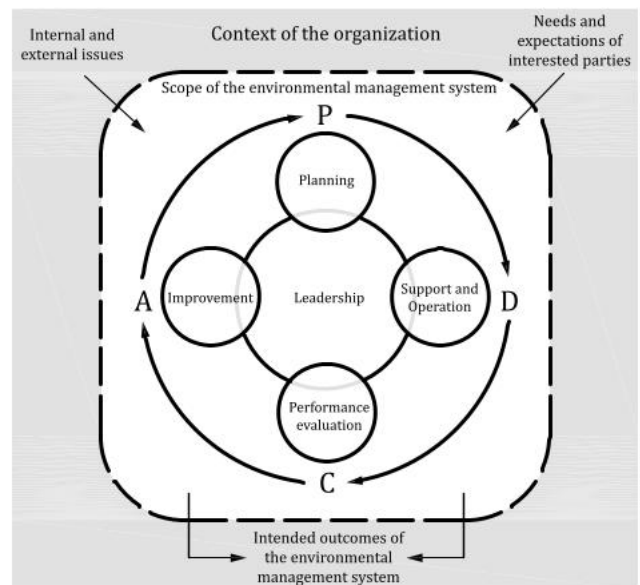 Internal and
external issues
Context of the organization
Needs and
expectations of
interested parties
Scope of the environmental management system
P
Planning
A
Improvement
Leadership
Support and
Operation
D
Performance
evaluation
C
Intended outcomes of
the environmental
management system